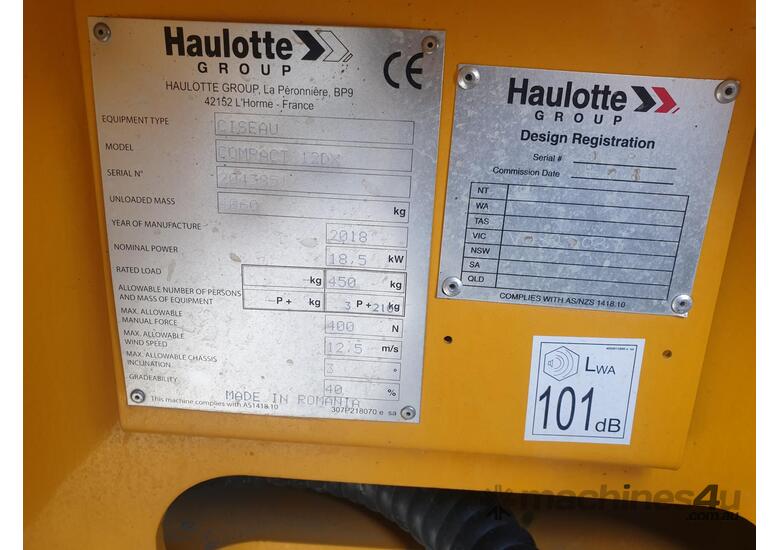 Haulotte
GROUP
CE
HAULOTTE GROUP, La Péronnière, BP9
42152 L'Horme - France
EQUIPMENT TYPE CISEAU
MODEL COMPACT 12DX
SERIAL N°
UNLOADED MASS kg
YEAR OF MANUFACTURE 2018
NOMINAL POWER 18,5 kW
RATED LOAD kg 450 kg
ALLOWABLE NUMBER OF PERSONS
AND MASS OF EQUIPMENT -P + kg 3 P + 210 kg
MAX. ALLOWABLE
MANUAL FORCE 400 N
MAX. ALLOWABLE
WIND SPEED 12,5 m/s
MAX. ALLOWABLE CHASSIS
INCLINATION 3 °
GRADEABILITY 40 %
MADE IN ROMANIA
This machine complies with AS1418.10 307P218070 e sa
Haulotte
GROUP
Design Registration
Serial #
Commission Date
NT
WA
TAS
VIC
NSW
SA
QLD
COMPLIES WITH AS/NZS 1418.10
LWA
101dB
machines4u
.com.au